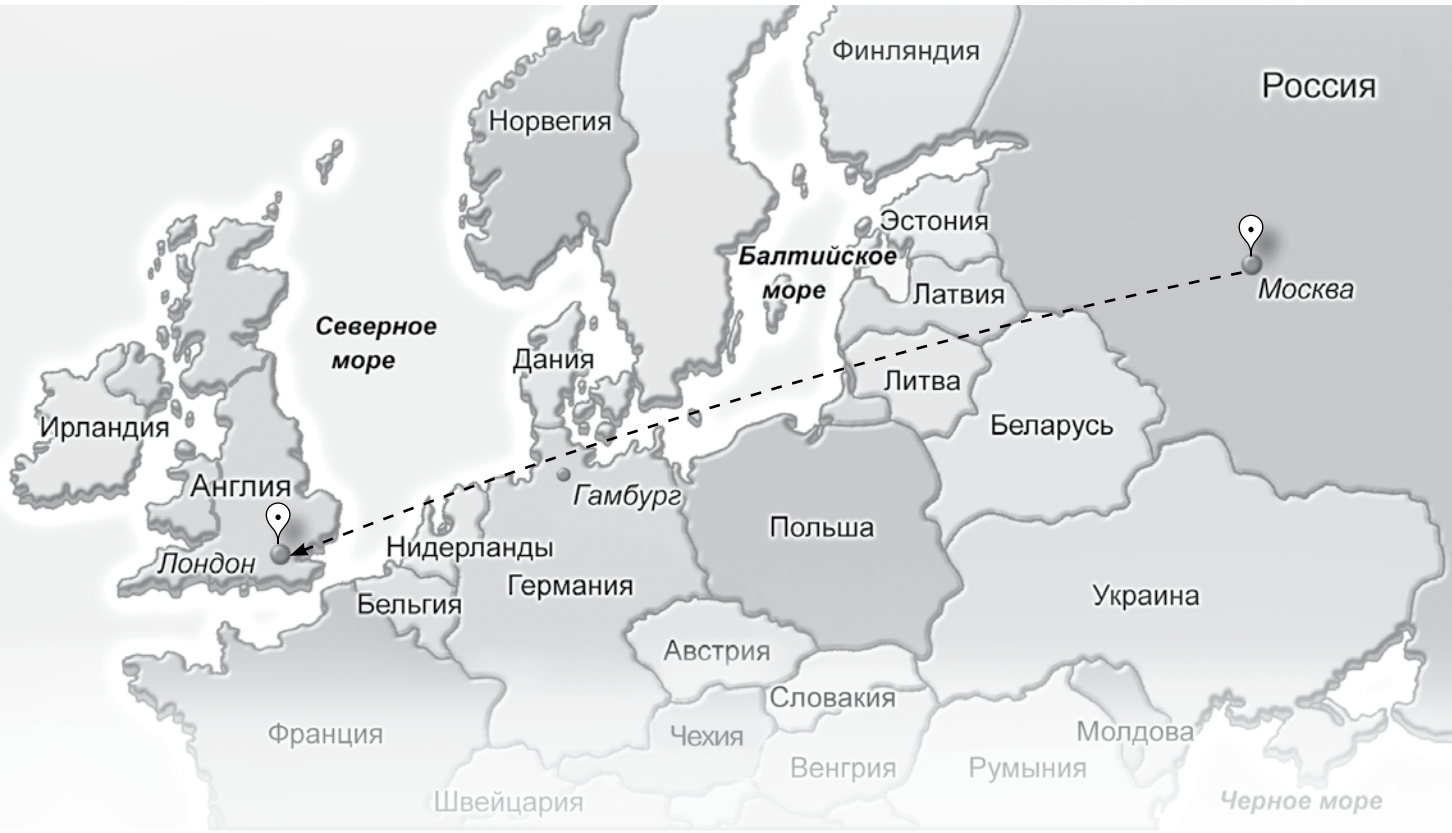 Финляндия
Россия
Норвегия
Эстония
Балтийское
море
Москва
Латвия
Северное
море
Дания
Литва
Ирландия
Беларусь
Англия
Гамбург
Польша
Нидерланды
Лондон
Германия
Бельгия
Украина
Австрия
Словакия
Франция
Чехия
Молдова
Венгрия
Румыния
Швейцария
Черное море